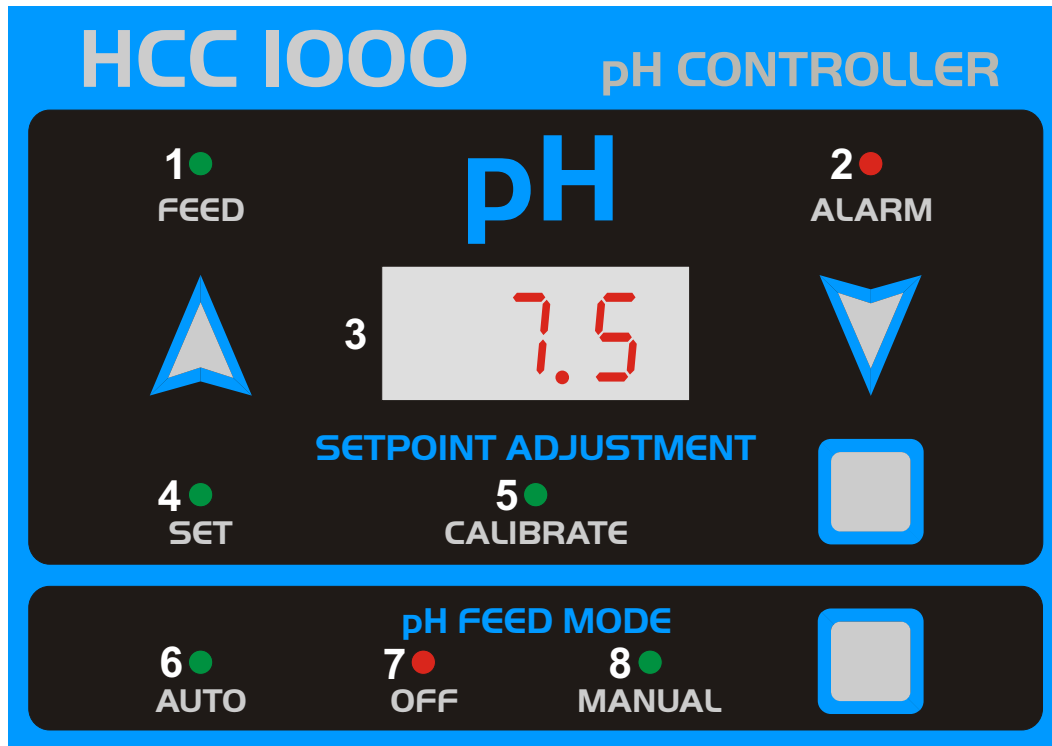 HCC 1000 pH CONTROLLER
1 pH 2
FEED ALARM
3 7.5
SETPOINT ADJUSTMENT
4 5
SET CALIBRATE
pH FEED MODE
6 7 8
AUTO OFF MANUAL